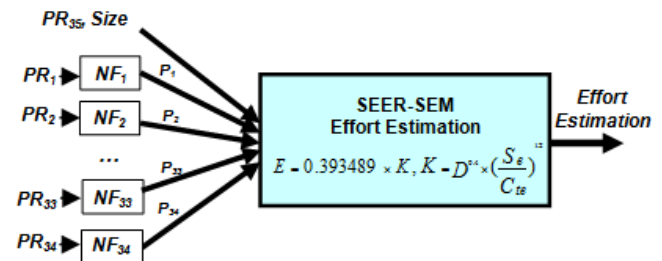 PR35, Size
PR1 NF1 P1
PR2 NF2 P2
...
PR33 NF33 P33
PR34 NF34 P34
SEER-SEM
Effort Estimation
E = 0.393489 × K, K = D^0.4 × (Se/Cte)^1.2
Effort
Estimation